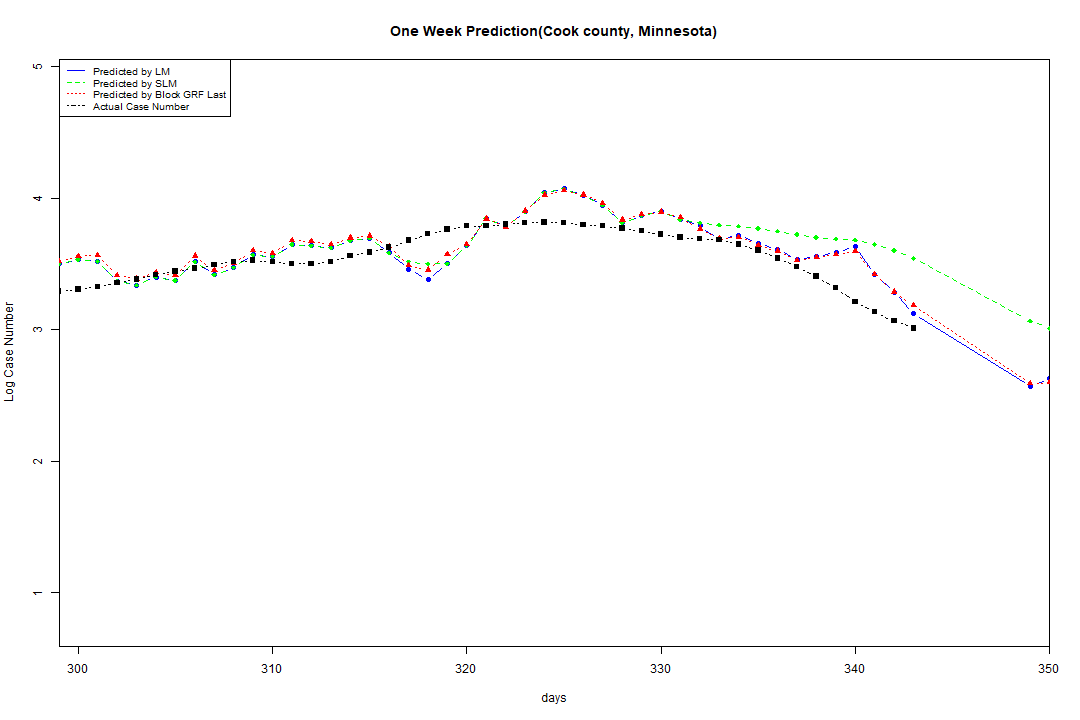 One Week Prediction(Cook county, Minnesota)
Predicted by LM
Predicted by SLM
Predicted by Block GRF Last
Actual Case Number
5
4
3
2
1
Log Case Number
300 310 320 330 340 350
days